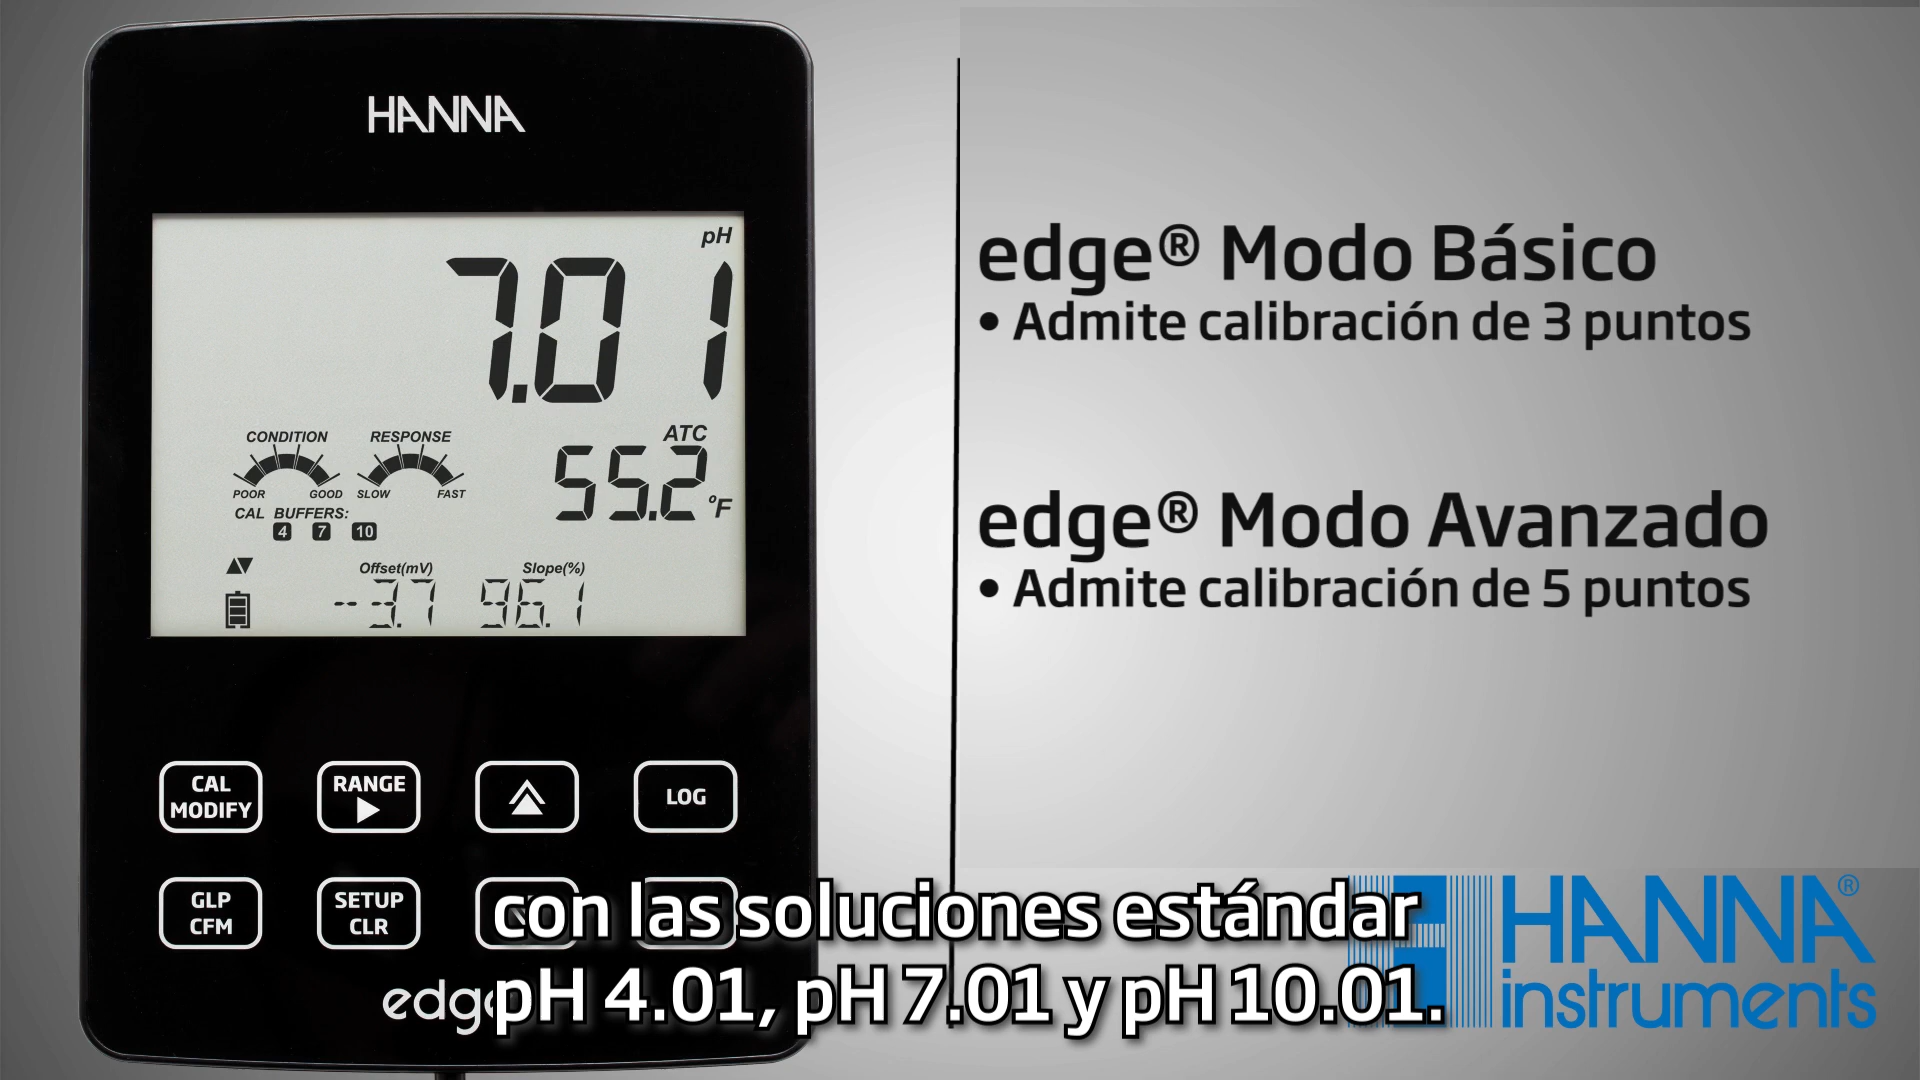 HANNA
pH
7.01
CONDITION
RESPONSE
ATC
POOR GOOD SLOW FAST
55.2 °F
CAL BUFFERS:
4 7 10
Offset(mV) Slope(%)
-3.7 96.1
CAL MODIFY
RANGE
LOG
GLP CFM
SETUP CLR
edge® Modo Básico
• Admite calibración de 3 puntos
edge® Modo Avanzado
• Admite calibración de 5 puntos
con las soluciones estándar
pH 4.01, pH 7.01 y pH 10.01.
HANNA®
instruments